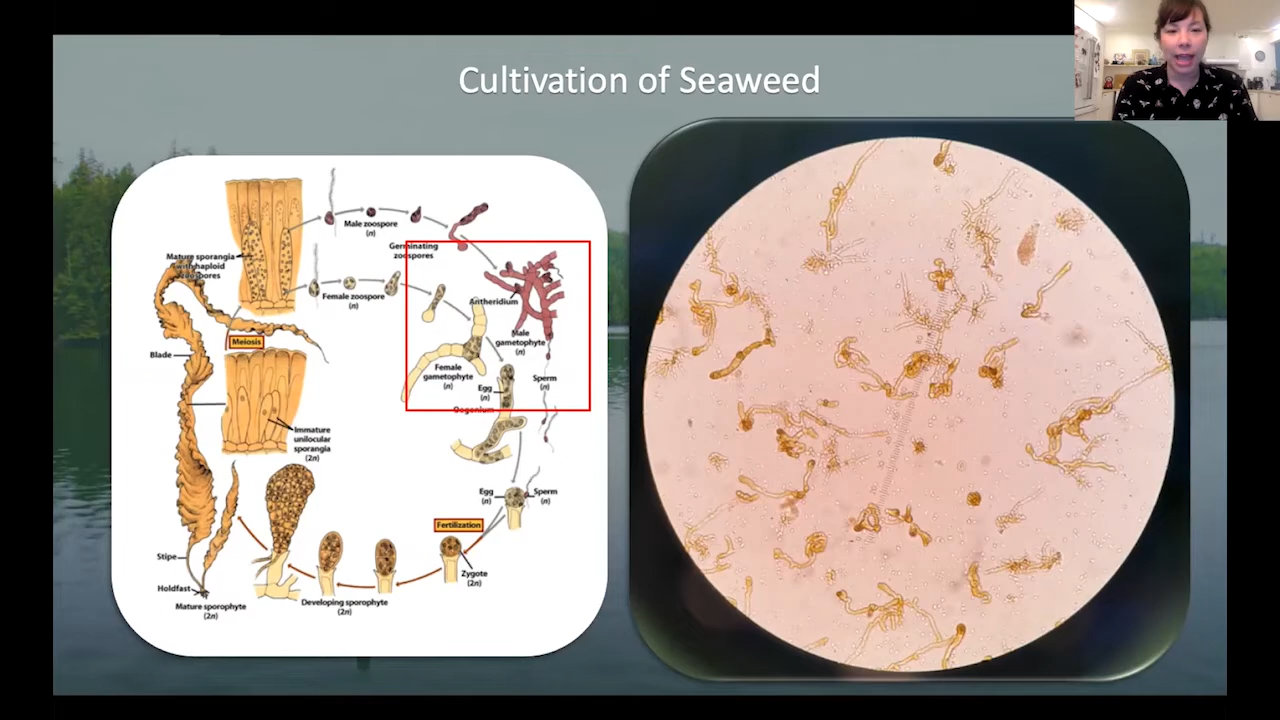 Cultivation of Seaweed
Male zoospore
(n)
Germinating
zoospores
Mature sporangia
with haploid
zoospores
Female zoospore
(n)
Antheridium
Meiosis
Male
gametophyte
(n)
Blade
Female
gametophyte
(n)
Egg
(n)
Sperm
(n)
Oogonium
Immature
unilocular
sporangia
(2n)
Egg
(n)
Sperm
(n)
Fertilization
Stipe
Zygote
(2n)
Holdfast
Developing sporophyte
(2n)
Mature sporophyte
(2n)